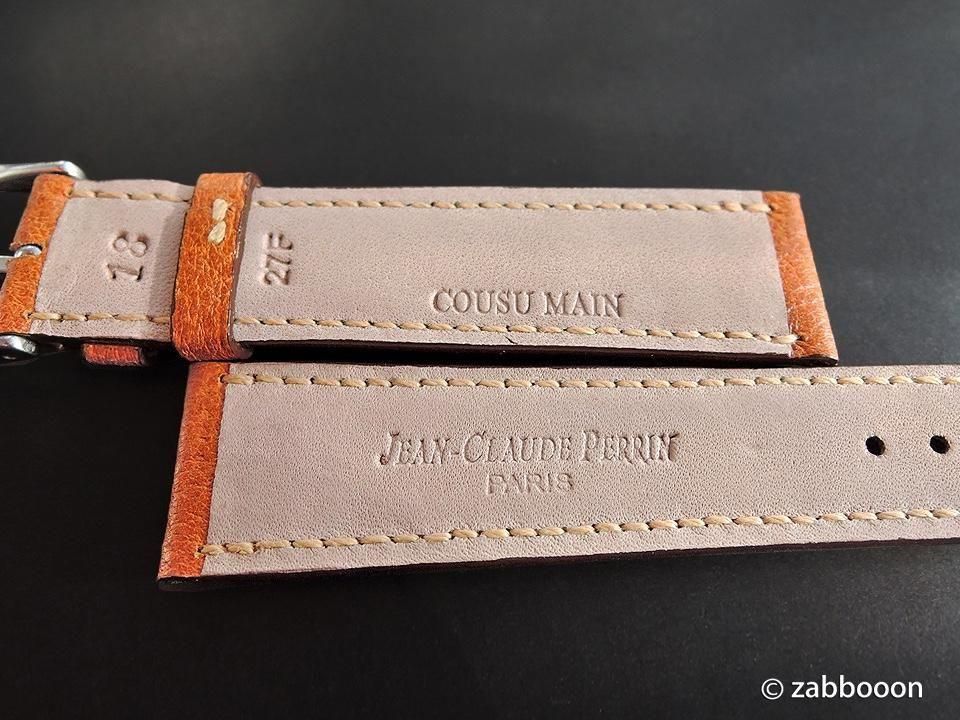 18
27F
COUSU MAIN
JEAN-CLAUDE PERRIN
PARIS
© zabbooon